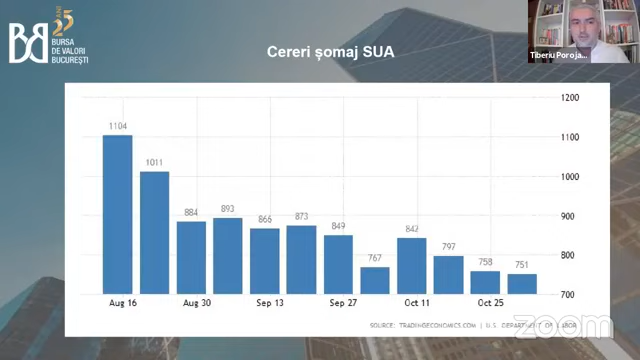 25 ANI
BURSA
DE VALORI
BUCUREȘTI
Tiberiu Poroja...
Cereri șomaj SUA
1200
1104
1100
1011
1000
884
893
866
873
849
767
842
797
758
751
900
800
700
Aug 16
Aug 30
Sep 13
Sep 27
Oct 11
Oct 25
SOURCE: TRADINGECONOMICS.COM | U.S. DEPARTMENT OF LABOR
zoom